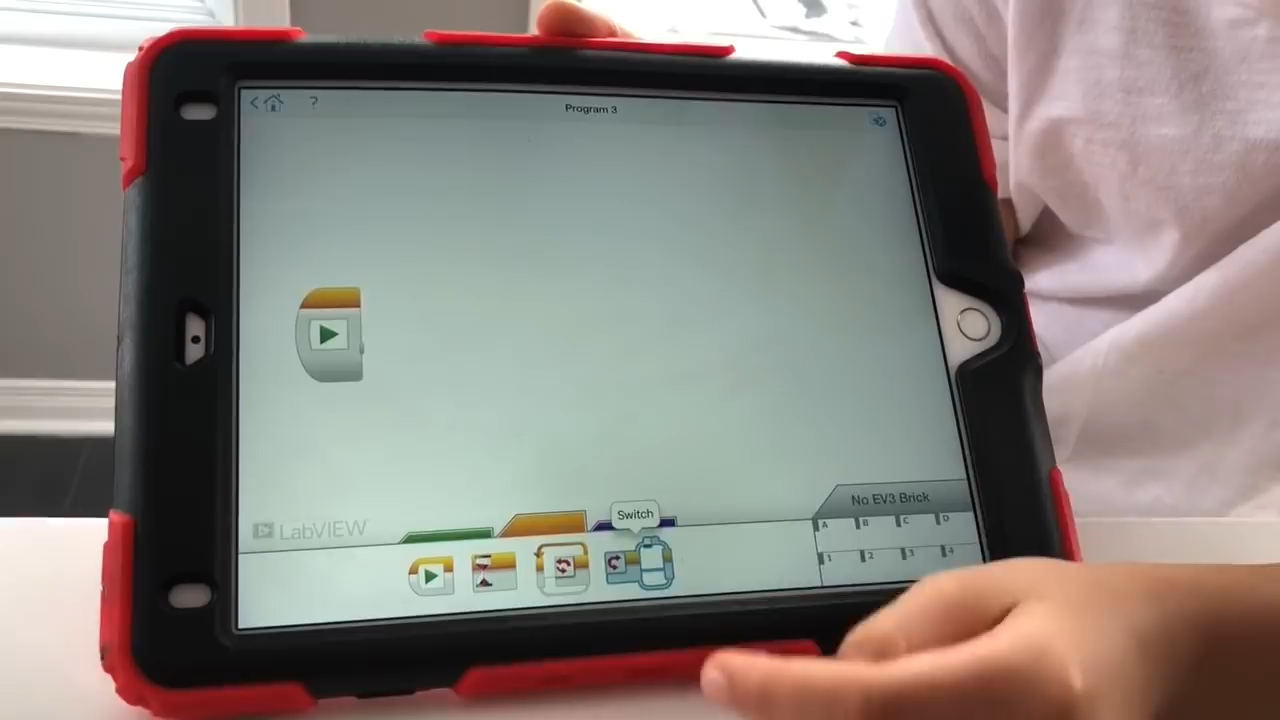 ?
Program 3
LabVIEW
Switch
No EV3 Brick
A B C D
1 2 3 4